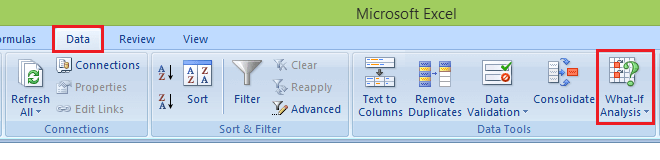 Microsoft Excel
ormulas Data Review View
Refresh All
Connections
Properties
Edit Links
Connections
A Z
Z A
A Z Z A
Sort
Filter
Clear
Reapply
Advanced
Sort & Filter
Text to Columns
Remove Duplicates
Data Validation
Consolidate
What-If Analysis
Data Tools